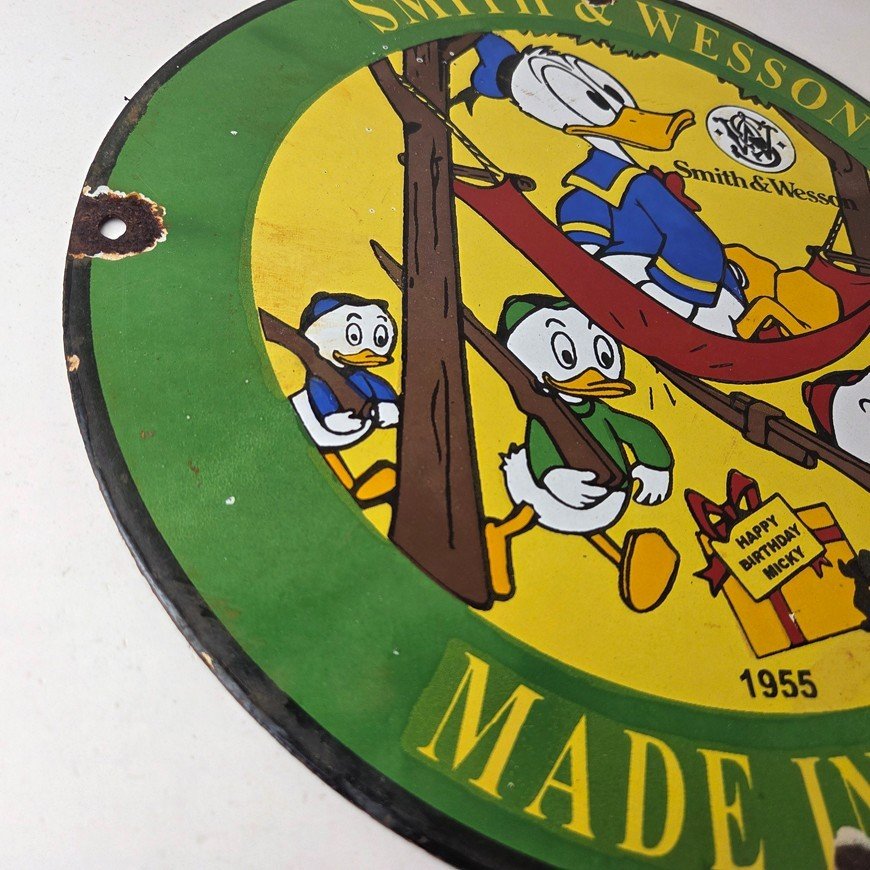 SMITH & WESSON
Smith & Wesson
HAPPY
BIRTHDAY
MICKY
1955
MADE IN